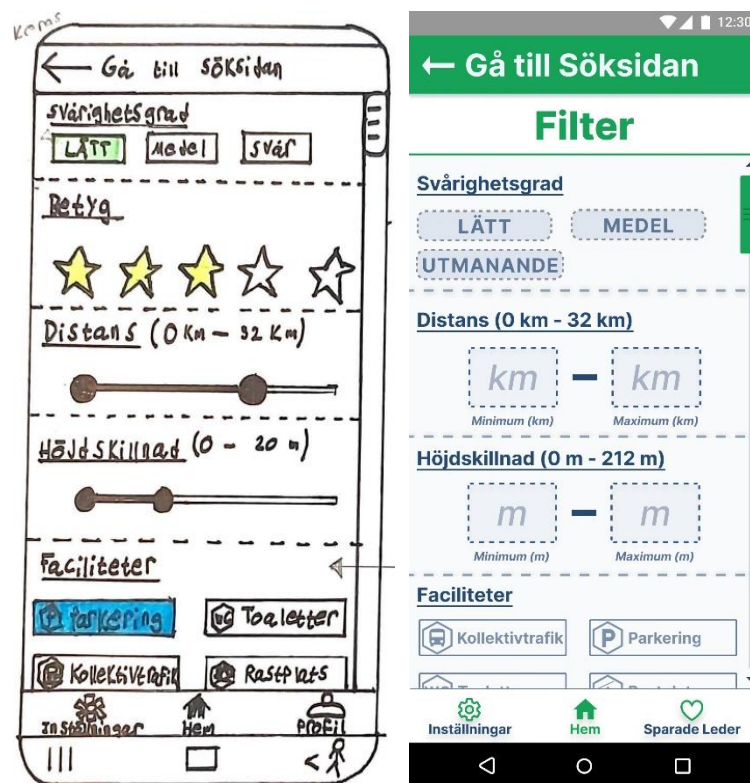 Kems
← Gå till Söksidan
Svårighetsgrad
LÄTT Medel Svår
Betyg
Distans (0 Km – 32 Km)
Höjdskillnad (0 – 20 m)
Faciliteter
P Parkering WC Toaletter
Kollektivtrafik Rastplats
Inställningar Hem Profil
12:30
← Gå till Söksidan
Filter
Svårighetsgrad
LÄTT MEDEL
UTMANANDE
Distans (0 km - 32 km)
km – km
Minimum (km) Maximum (km)
Höjdskillnad (0 m - 212 m)
m – m
Minimum (m) Maximum (m)
Faciliteter
Kollektivtrafik P Parkering
Inställningar Hem Sparade Leder